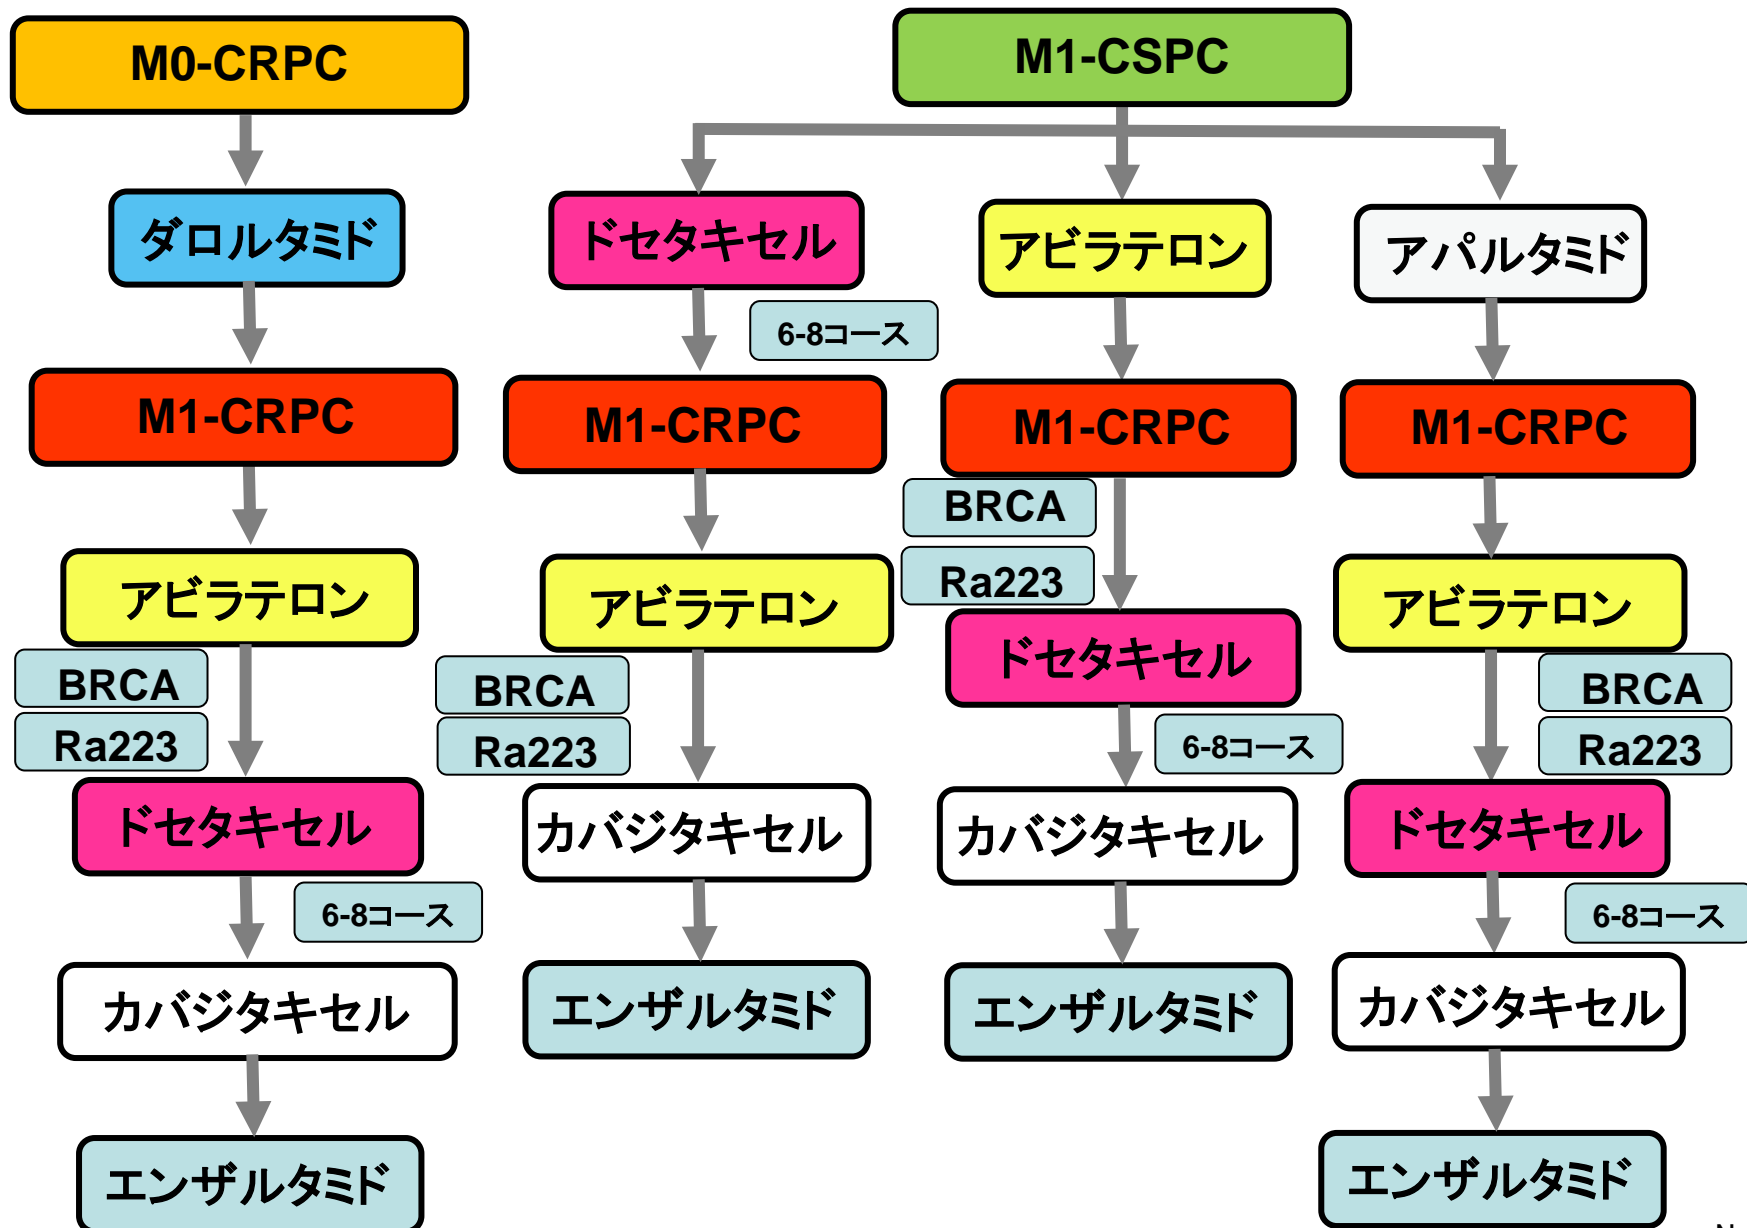 M0-CRPC
ダロルタミド
M1-CRPC
アビラテロン
BRCA
Ra223
ドセタキセル
6-8コース
カバジタキセル
エンザルタミド
M1-CSPC
ドセタキセル
6-8コース
M1-CRPC
アビラテロン
BRCA
Ra223
カバジタキセル
エンザルタミド
アビラテロン
M1-CRPC
BRCA
Ra223
ドセタキセル
6-8コース
カバジタキセル
エンザルタミド
アパルタミド
M1-CRPC
アビラテロン
BRCA
Ra223
ドセタキセル
6-8コース
カバジタキセル
エンザルタミド